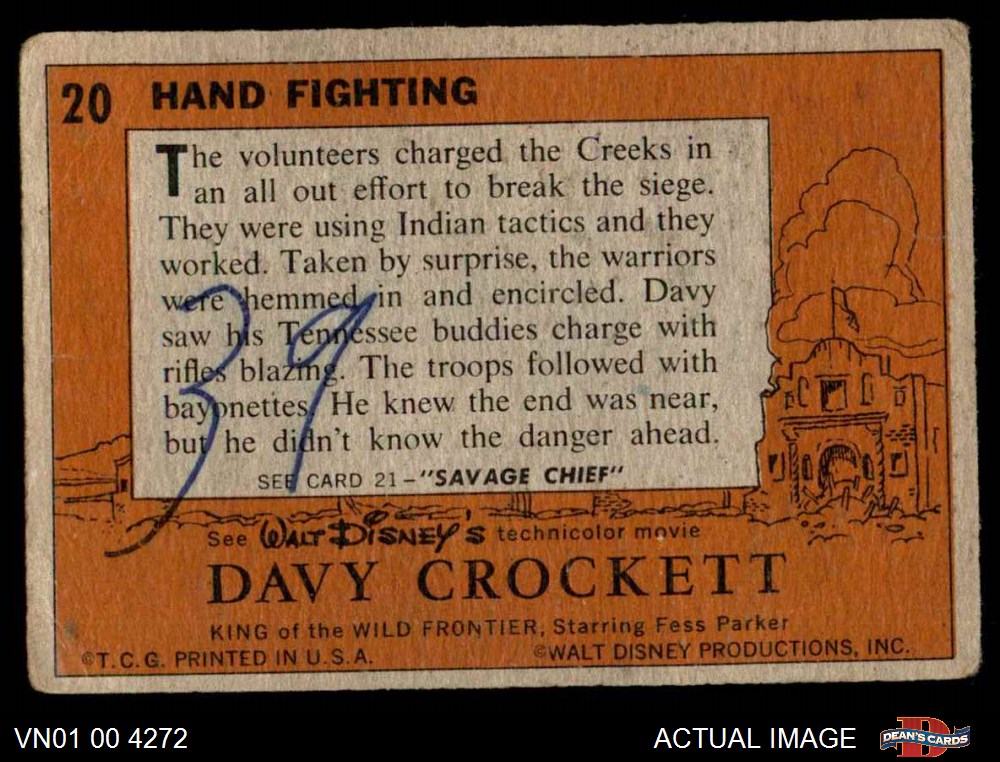 20 HAND FIGHTING
The volunteers charged the Creeks in
an all out effort to break the siege.
They were using Indian tactics and they
worked. Taken by surprise, the warriors
were hemmed in and encircled. Davy
saw his Tennessee buddies charge with
rifles blazing. The troops followed with
bayonettes. He knew the end was near,
but he didn't know the danger ahead.
SEE CARD 21-"SAVAGE CHIEF"
39
See WALT DISNEY'S technicolor movie
DAVY CROCKETT
KING of the WILD FRONTIER, Starring Fess Parker
©T.C.G. PRINTED IN U.S.A. ©WALT DISNEY PRODUCTIONS, INC.
VN01 00 4272 ACTUAL IMAGE D DEAN'S CARDS